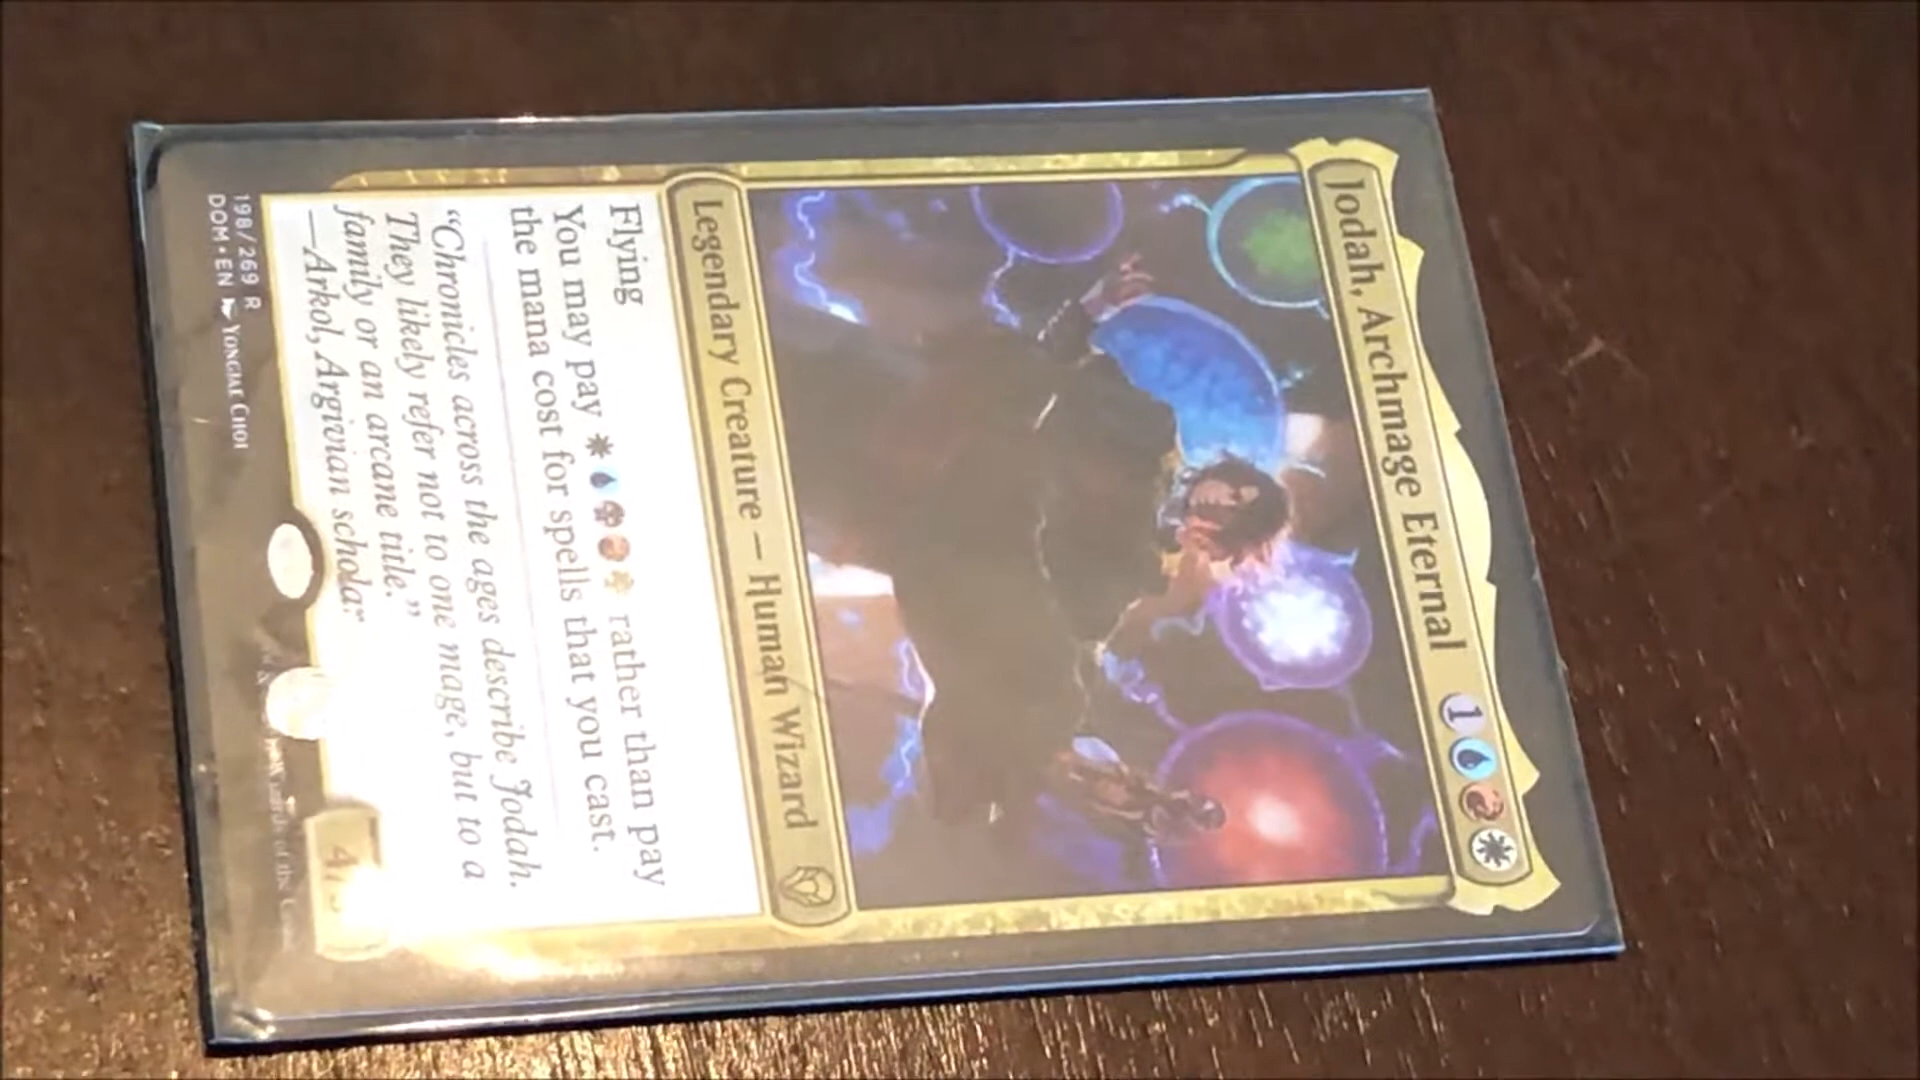 Jodah, Archmage Eternal 1
Legendary Creature — Human Wizard
Flying
You may pay rather than pay
the mana cost for spells that you cast.
“Chronicles across the ages describe Jodah.
They likely refer not to one mage, but to a
family or an arcane title.”
—Arkol, Argivian scholar
4/
198/269 R
DOM • EN YONGJAE CHOI